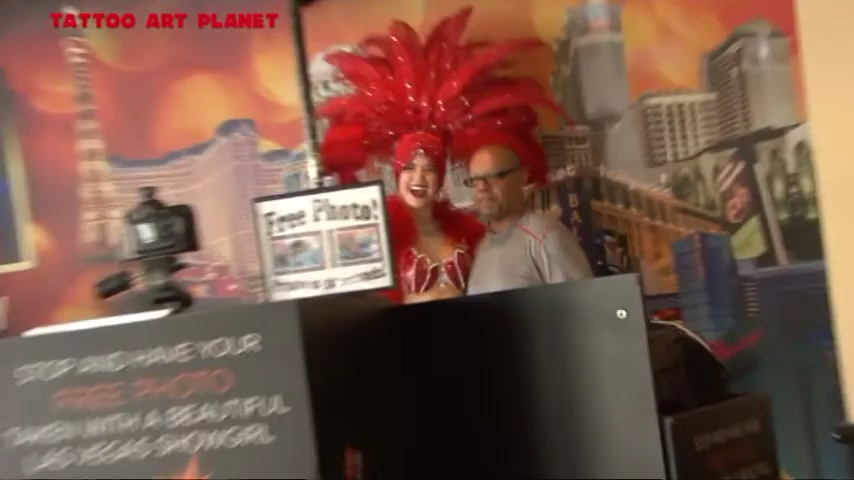 TATTOO ART PLANET
Free Photo!
STOP AND HAVE YOUR
FREE PHOTO
TAKEN WITH A BEAUTIFUL
LAS VEGAS SHOWGIRL